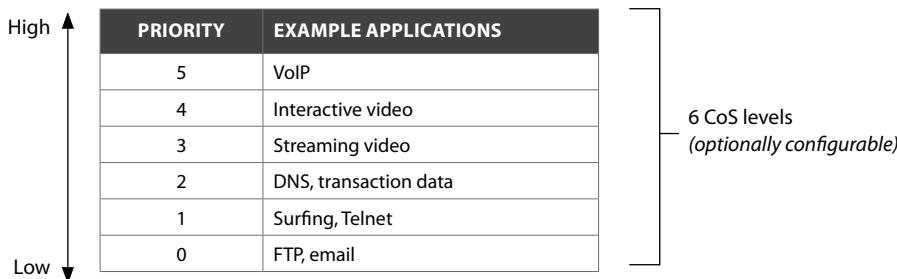 High
PRIORITY EXAMPLE APPLICATIONS
5 VoIP
4 Interactive video
3 Streaming video
2 DNS, transaction data
1 Surfing, Telnet
0 FTP, email
Low
6 CoS levels
(optionally configurable)